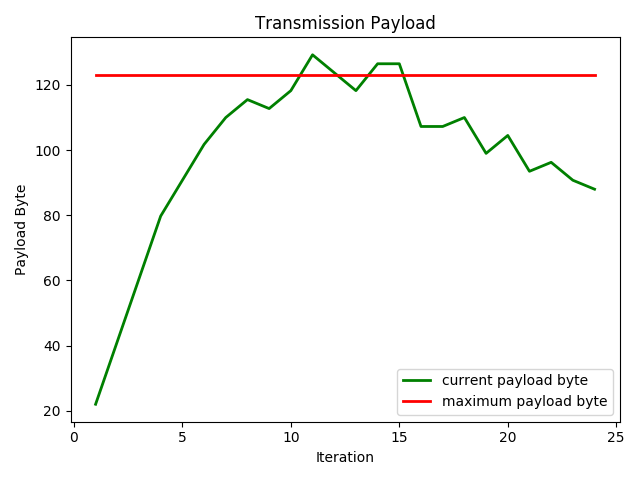 Transmission Payload
Payload Byte
120
100
80
60
40
20
0
5
10
15
20
25
Iteration
current payload byte
maximum payload byte